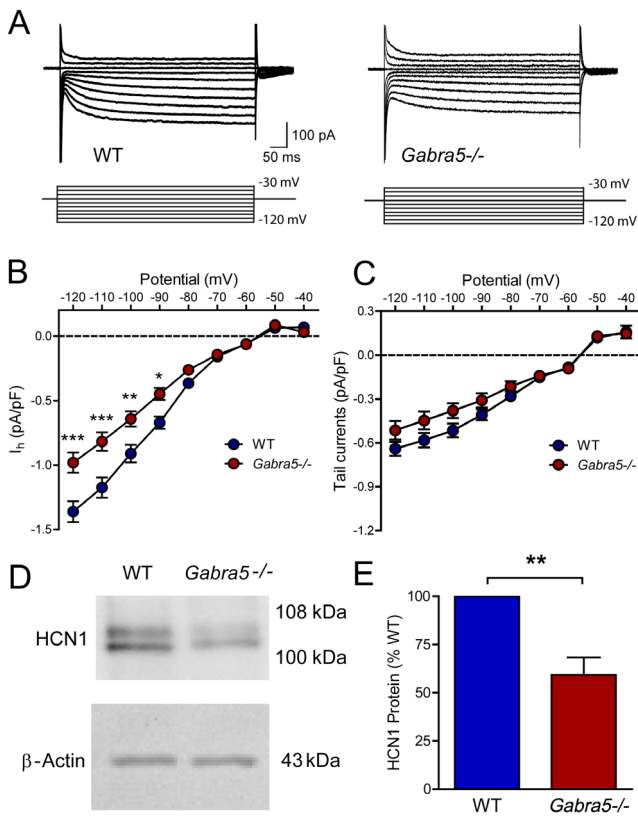 A
WT
100 pA
50 ms
Gabra5-/-
-30 mV
-120 mV
-30 mV
-120 mV
B
Potential (mV)
-120 -110 -100 -90 -80 -70 -60 -50 -40
0.0
-0.5
-1.0
-1.5
Ih (pA/pF)
***
***
**
*
WT
Gabra5-/-
C
Potential (mV)
-120 -110 -100 -90 -80 -70 -60 -50 -40
0.3
0.0
-0.3
-0.6
-0.9
-1.2
Tail currents (pA/pF)
WT
Gabra5-/-
D
WT Gabra5-/-
HCN1
108 kDa
100 kDa
β-Actin
43 kDa
E
**
100
75
50
25
0
HCN1 Protein (% WT)
WT Gabra5-/-